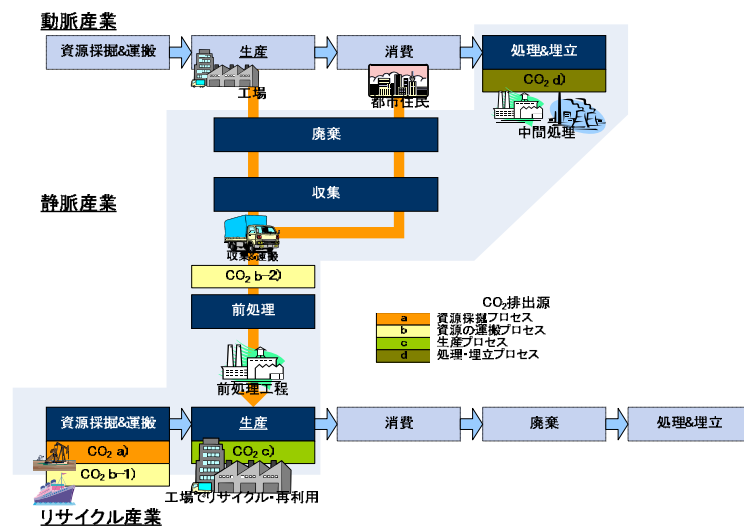 動脈産業
資源採掘&運搬
生産
消費
処理&埋立
CO2 d)
工場
都市住民
中間処理
廃棄
収集
静脈産業
収集&運搬
CO2 b-2)
前処理
前処理工程
CO2排出源
a 資源採掘プロセス
b 資源の運搬プロセス
c 生産プロセス
d 処理・埋立プロセス
資源採掘&運搬
生産
消費
廃棄
処理&埋立
CO2 a)
CO2 c)
CO2 b-1)
工場でリサイクル・再利用
リサイクル産業